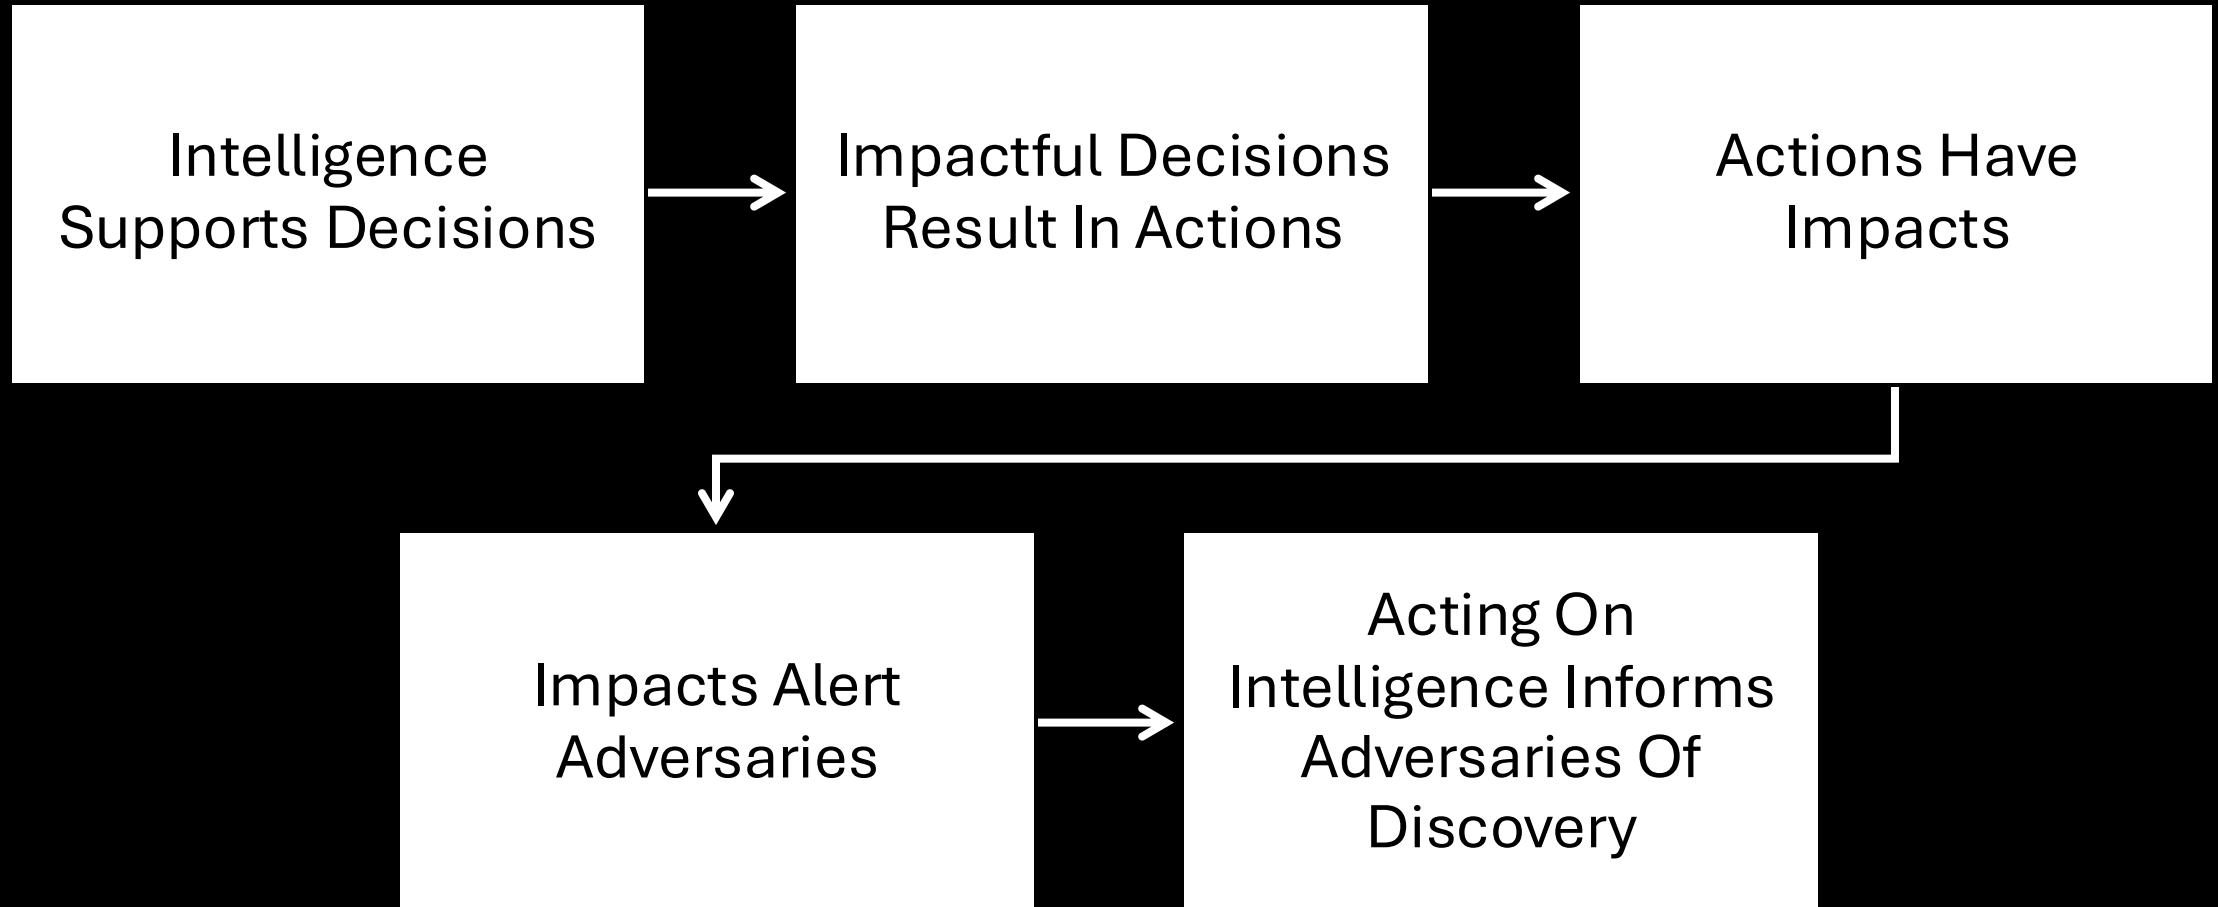 Intelligence
Supports Decisions
Impactful Decisions
Result In Actions
Actions Have
Impacts
Impacts Alert
Adversaries
Acting On
Intelligence Informs
Adversaries Of
Discovery